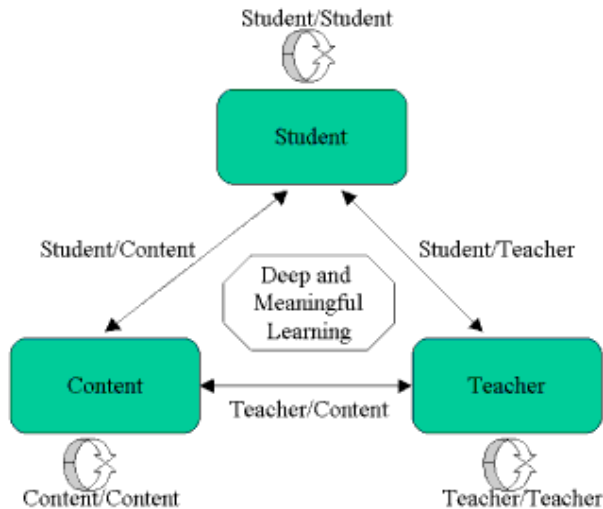 Student/Student
Student
Student/Content
Student/Teacher
Deep and
Meaningful
Learning
Content
Teacher
Teacher/Content
Content/Content
Teacher/Teacher